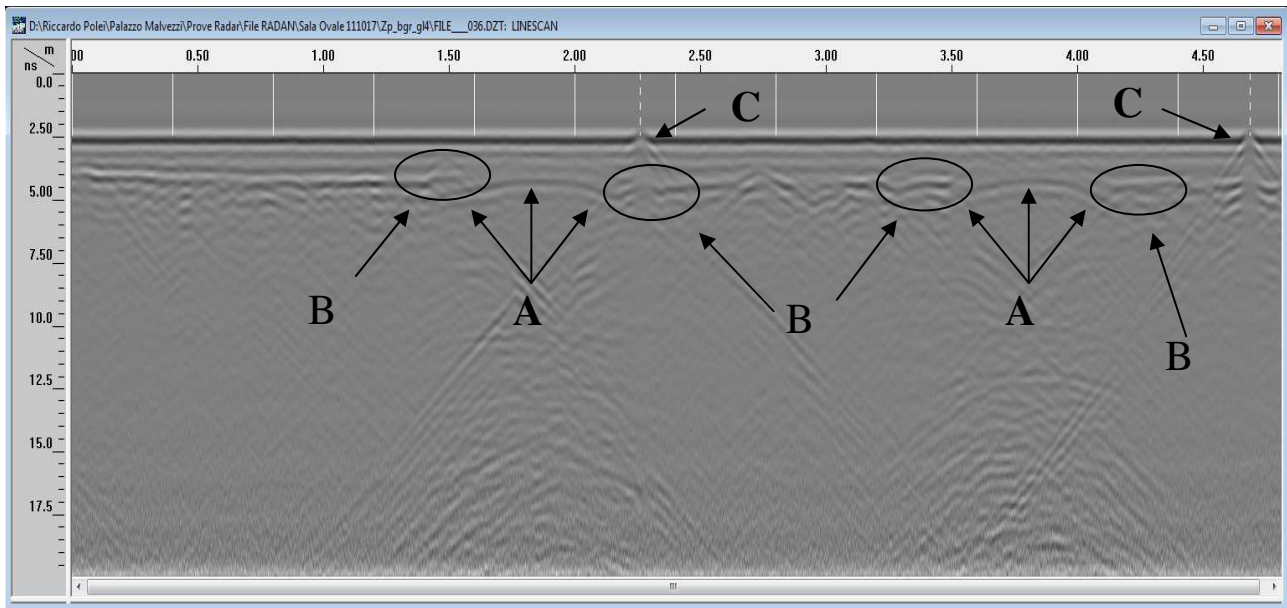 D:\Riccardo Polei\Palazzo Malvezzi\Prove Radar\File RADAN\Sala Ovale 111017\Zp_bgr_gl4\FILE___036.DZT: LINESCAN
m
ns
00 0.50 1.00 1.50 2.00 2.50 3.00 3.50 4.00 4.50
0.0
2.50
5.00
7.50
10.0
12.5
15.0
17.5
C C
B A B A B